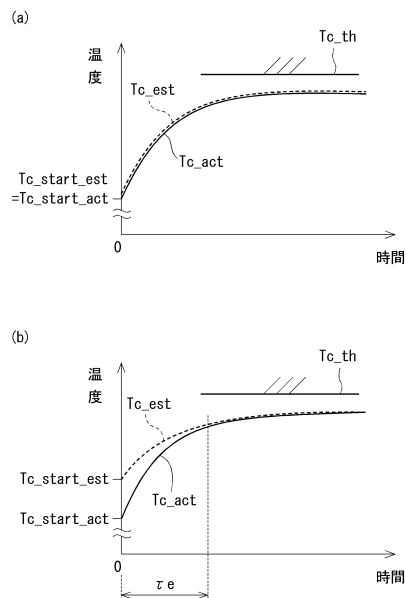 (a)
温度
Tc_th
Tc_est
Tc_act
Tc_start_est
=Tc_start_act
0
時間
(b)
温度
Tc_th
Tc_est
Tc_act
Tc_start_est
Tc_start_act
0
時間
τe